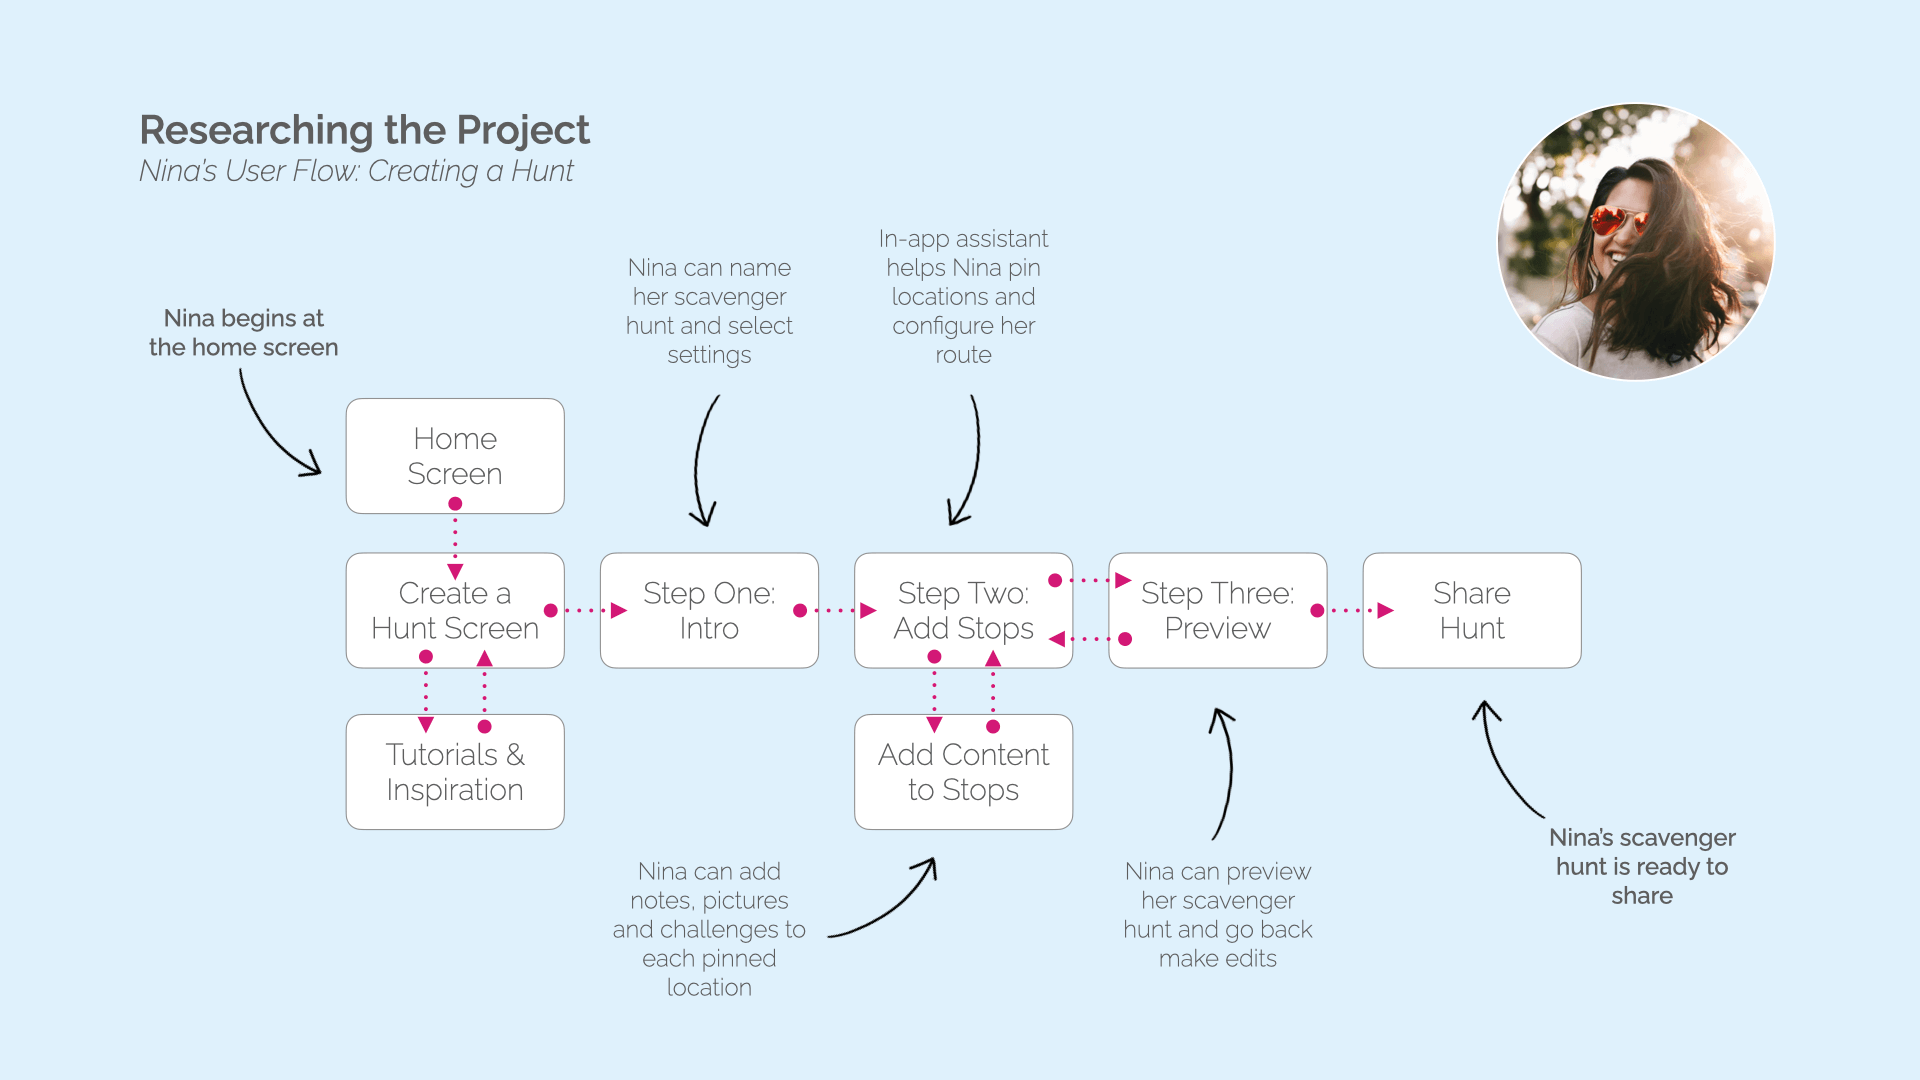 Researching the Project
Nina's User Flow: Creating a Hunt
Nina begins at
the home screen
Nina can name
her scavenger
hunt and select
settings
In-app assistant
helps Nina pin
locations and
configure her
route
Home
Screen
Create a
Hunt Screen
Step One:
Intro
Step Two:
Add Stops
Step Three:
Preview
Share
Hunt
Tutorials &
Inspiration
Add Content
to Stops
Nina can add
notes, pictures
and challenges to
each pinned
location
Nina can preview
her scavenger
hunt and go back
make edits
Nina's scavenger
hunt is ready to
share